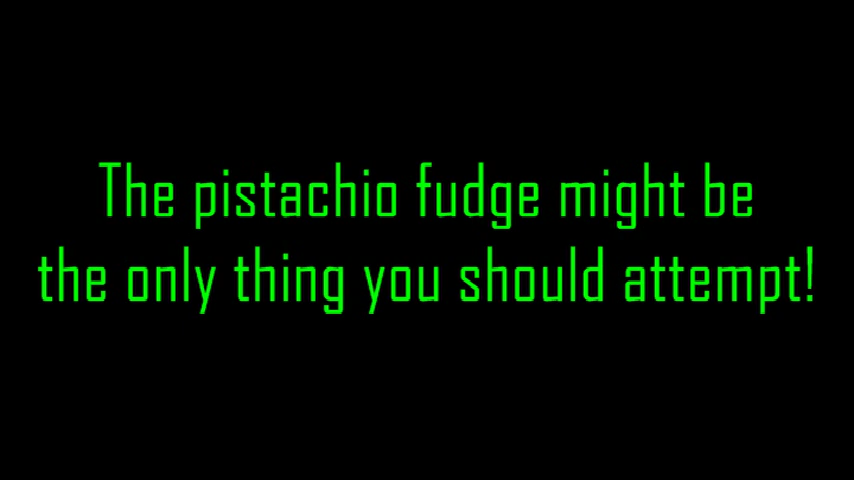 The pistachio fudge might be
the only thing you should attempt!